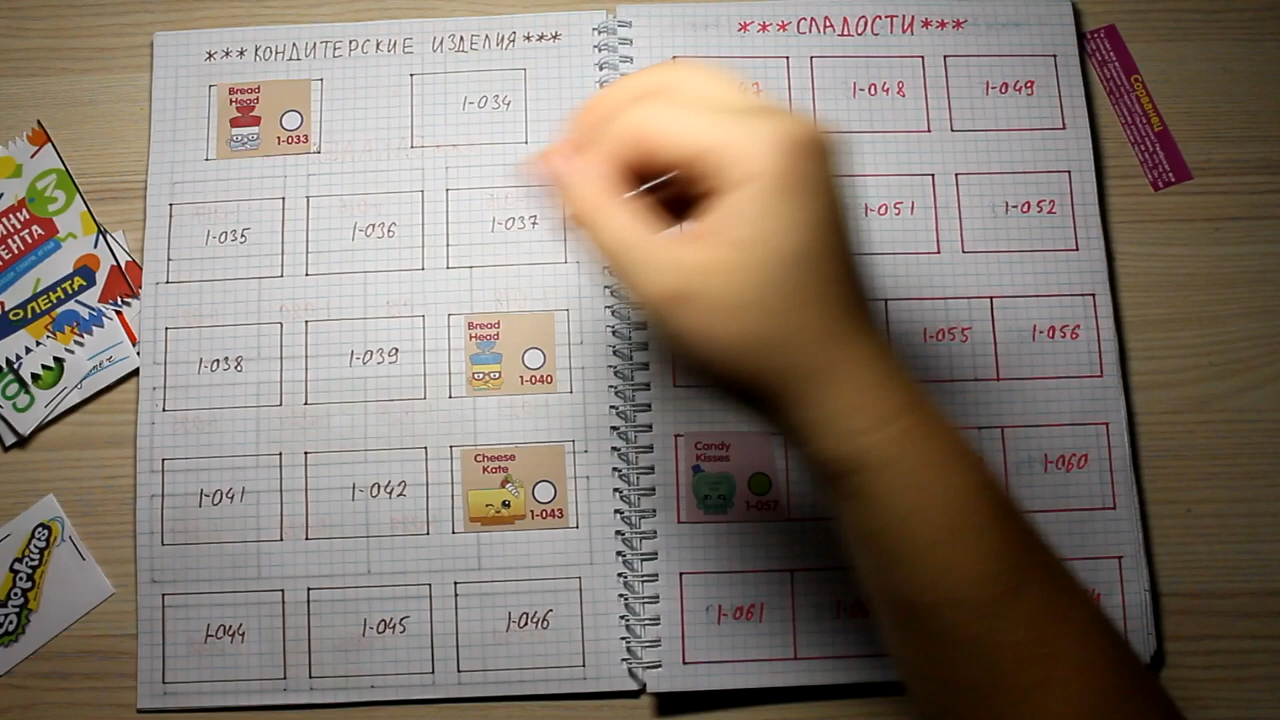 ***КОНДИТЕРСКИЕ ИЗДЕЛИЯ***
Bread
Head
1-033
1-034
1-035
1-036
1-037
1-038
1-039
Bread
Head
1-040
1-041
1-042
Cheese
Kate
1-043
1-044
1-045
1-046
***СЛАДОСТИ***
1-048
1-049
1-051
1-052
1-055
1-056
Candy
Kisses
1-057
1-060
1-061
Сорванец
ЛЕНТА
Shopkins